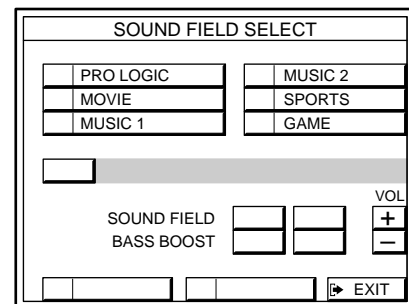 SOUND FIELD SELECT
PRO LOGIC MUSIC 2
MOVIE SPORTS
MUSIC 1 GAME
VOL
SOUND FIELD +
BASS BOOST −
EXIT